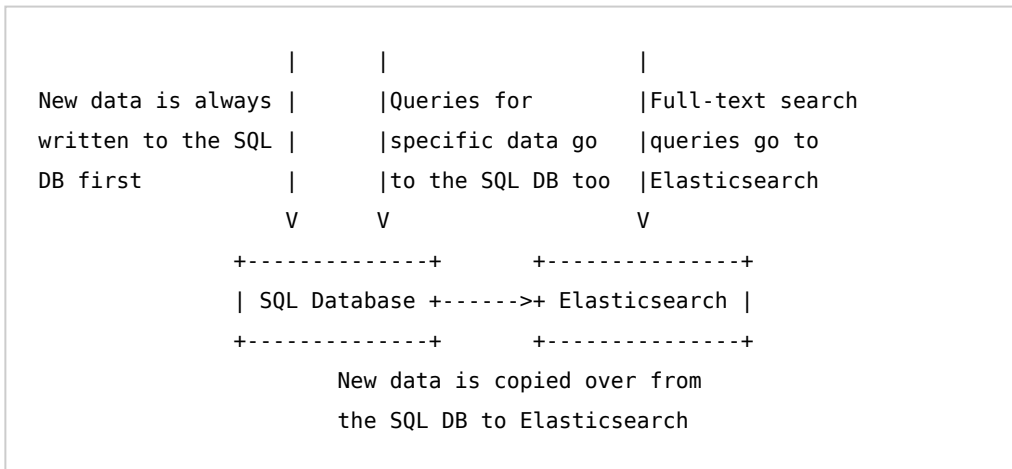 |      |                   |
New data is always |      |Queries for        |Full-text search
written to the SQL |      |specific data go   |queries go to
DB first           |      |to the SQL DB too  |Elasticsearch
                   V      V                   V
               +--------------+       +---------------+
               | SQL Database +------>+ Elasticsearch |
               +--------------+       +---------------+
                       New data is copied over from
                       the SQL DB to Elasticsearch